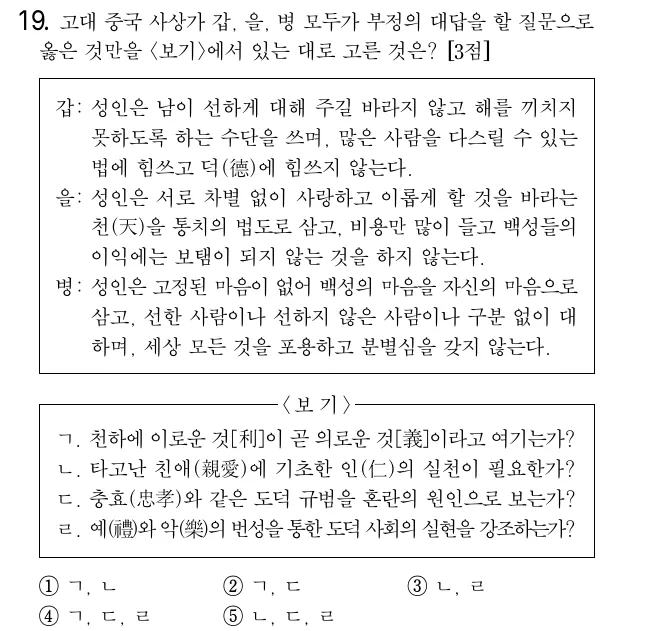 19. 고대 중국 사상가 갑, 을, 병 모두가 부정의 대답을 할 질문으로
옳은 것만을 <보기>에서 있는 대로 고른 것은? [3점]
갑: 성인은 남이 선하게 대해 주길 바라지 않고 해를 끼치지
못하도록 하는 수단을 쓰며, 많은 사람을 다스릴 수 있는
법에 힘쓰고 덕(德)에 힘쓰지 않는다.
을: 성인은 서로 차별 없이 사랑하고 이롭게 할 것을 바라는
천(天)을 통치의 법도로 삼고, 비용만 많이 들고 백성들의
이익에는 보탬이 되지 않는 것을 하지 않는다.
병: 성인은 고정된 마음이 없어 백성의 마음을 자신의 마음으로
삼고, 선한 사람이나 선하지 않은 사람이나 구분 없이 대
하며, 세상 모든 것을 포용하고 분별심을 갖지 않는다.
<보 기>
ㄱ. 천하에 이로운 것[利]이 곧 의로운 것[義]이라고 여기는가?
ㄴ. 타고난 친애(親愛)에 기초한 인(仁)의 실천이 필요한가?
ㄷ. 충효(忠孝)와 같은 도덕 규범을 혼란의 원인으로 보는가?
ㄹ. 예(禮)와 악(樂)의 번성을 통한 도덕 사회의 실현을 강조하는가?
① ㄱ, ㄴ ② ㄱ, ㄷ ③ ㄴ, ㄹ
④ ㄱ, ㄷ, ㄹ ⑤ ㄴ, ㄷ, ㄹ